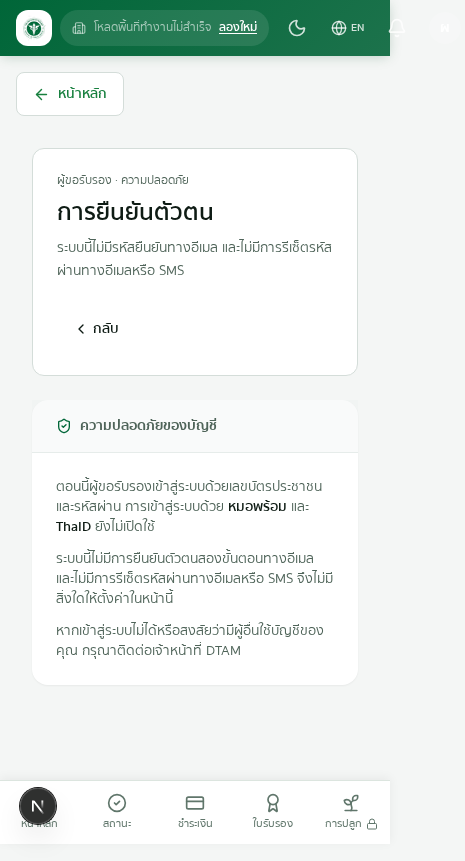 โหลดพื้นที่ทำงานไม่สำเร็จ ลองใหม่ EN
หน้าหลัก
ผู้ขอรับรอง · ความปลอดภัย
การยืนยันตัวตน
ระบบนี้ไม่มีรหัสยืนยันทางอีเมล และไม่มีการรีเซ็ตรหัส
ผ่านทางอีเมลหรือ SMS
กลับ
ความปลอดภัยของบัญชี
ตอนนี้ผู้ขอรับรองเข้าสู่ระบบด้วยเลขบัตรประชาชน
และรหัสผ่าน การเข้าสู่ระบบด้วย หมอพร้อม และ
ThaID ยังไม่เปิดใช้
ระบบนี้ไม่มีการยืนยันตัวตนสองขั้นตอนทางอีเมล
และไม่มีการรีเซ็ตรหัสผ่านทางอีเมลหรือ SMS จึงไม่มี
สิ่งใดให้ตั้งค่าในหน้านี้
หากเข้าสู่ระบบไม่ได้หรือสงสัยว่ามีผู้อื่นใช้บัญชีของ
คุณ กรุณาติดต่อเจ้าหน้าที่ DTAM
N
สถานะ ชำระเงิน ใบรับรอง การปลูก